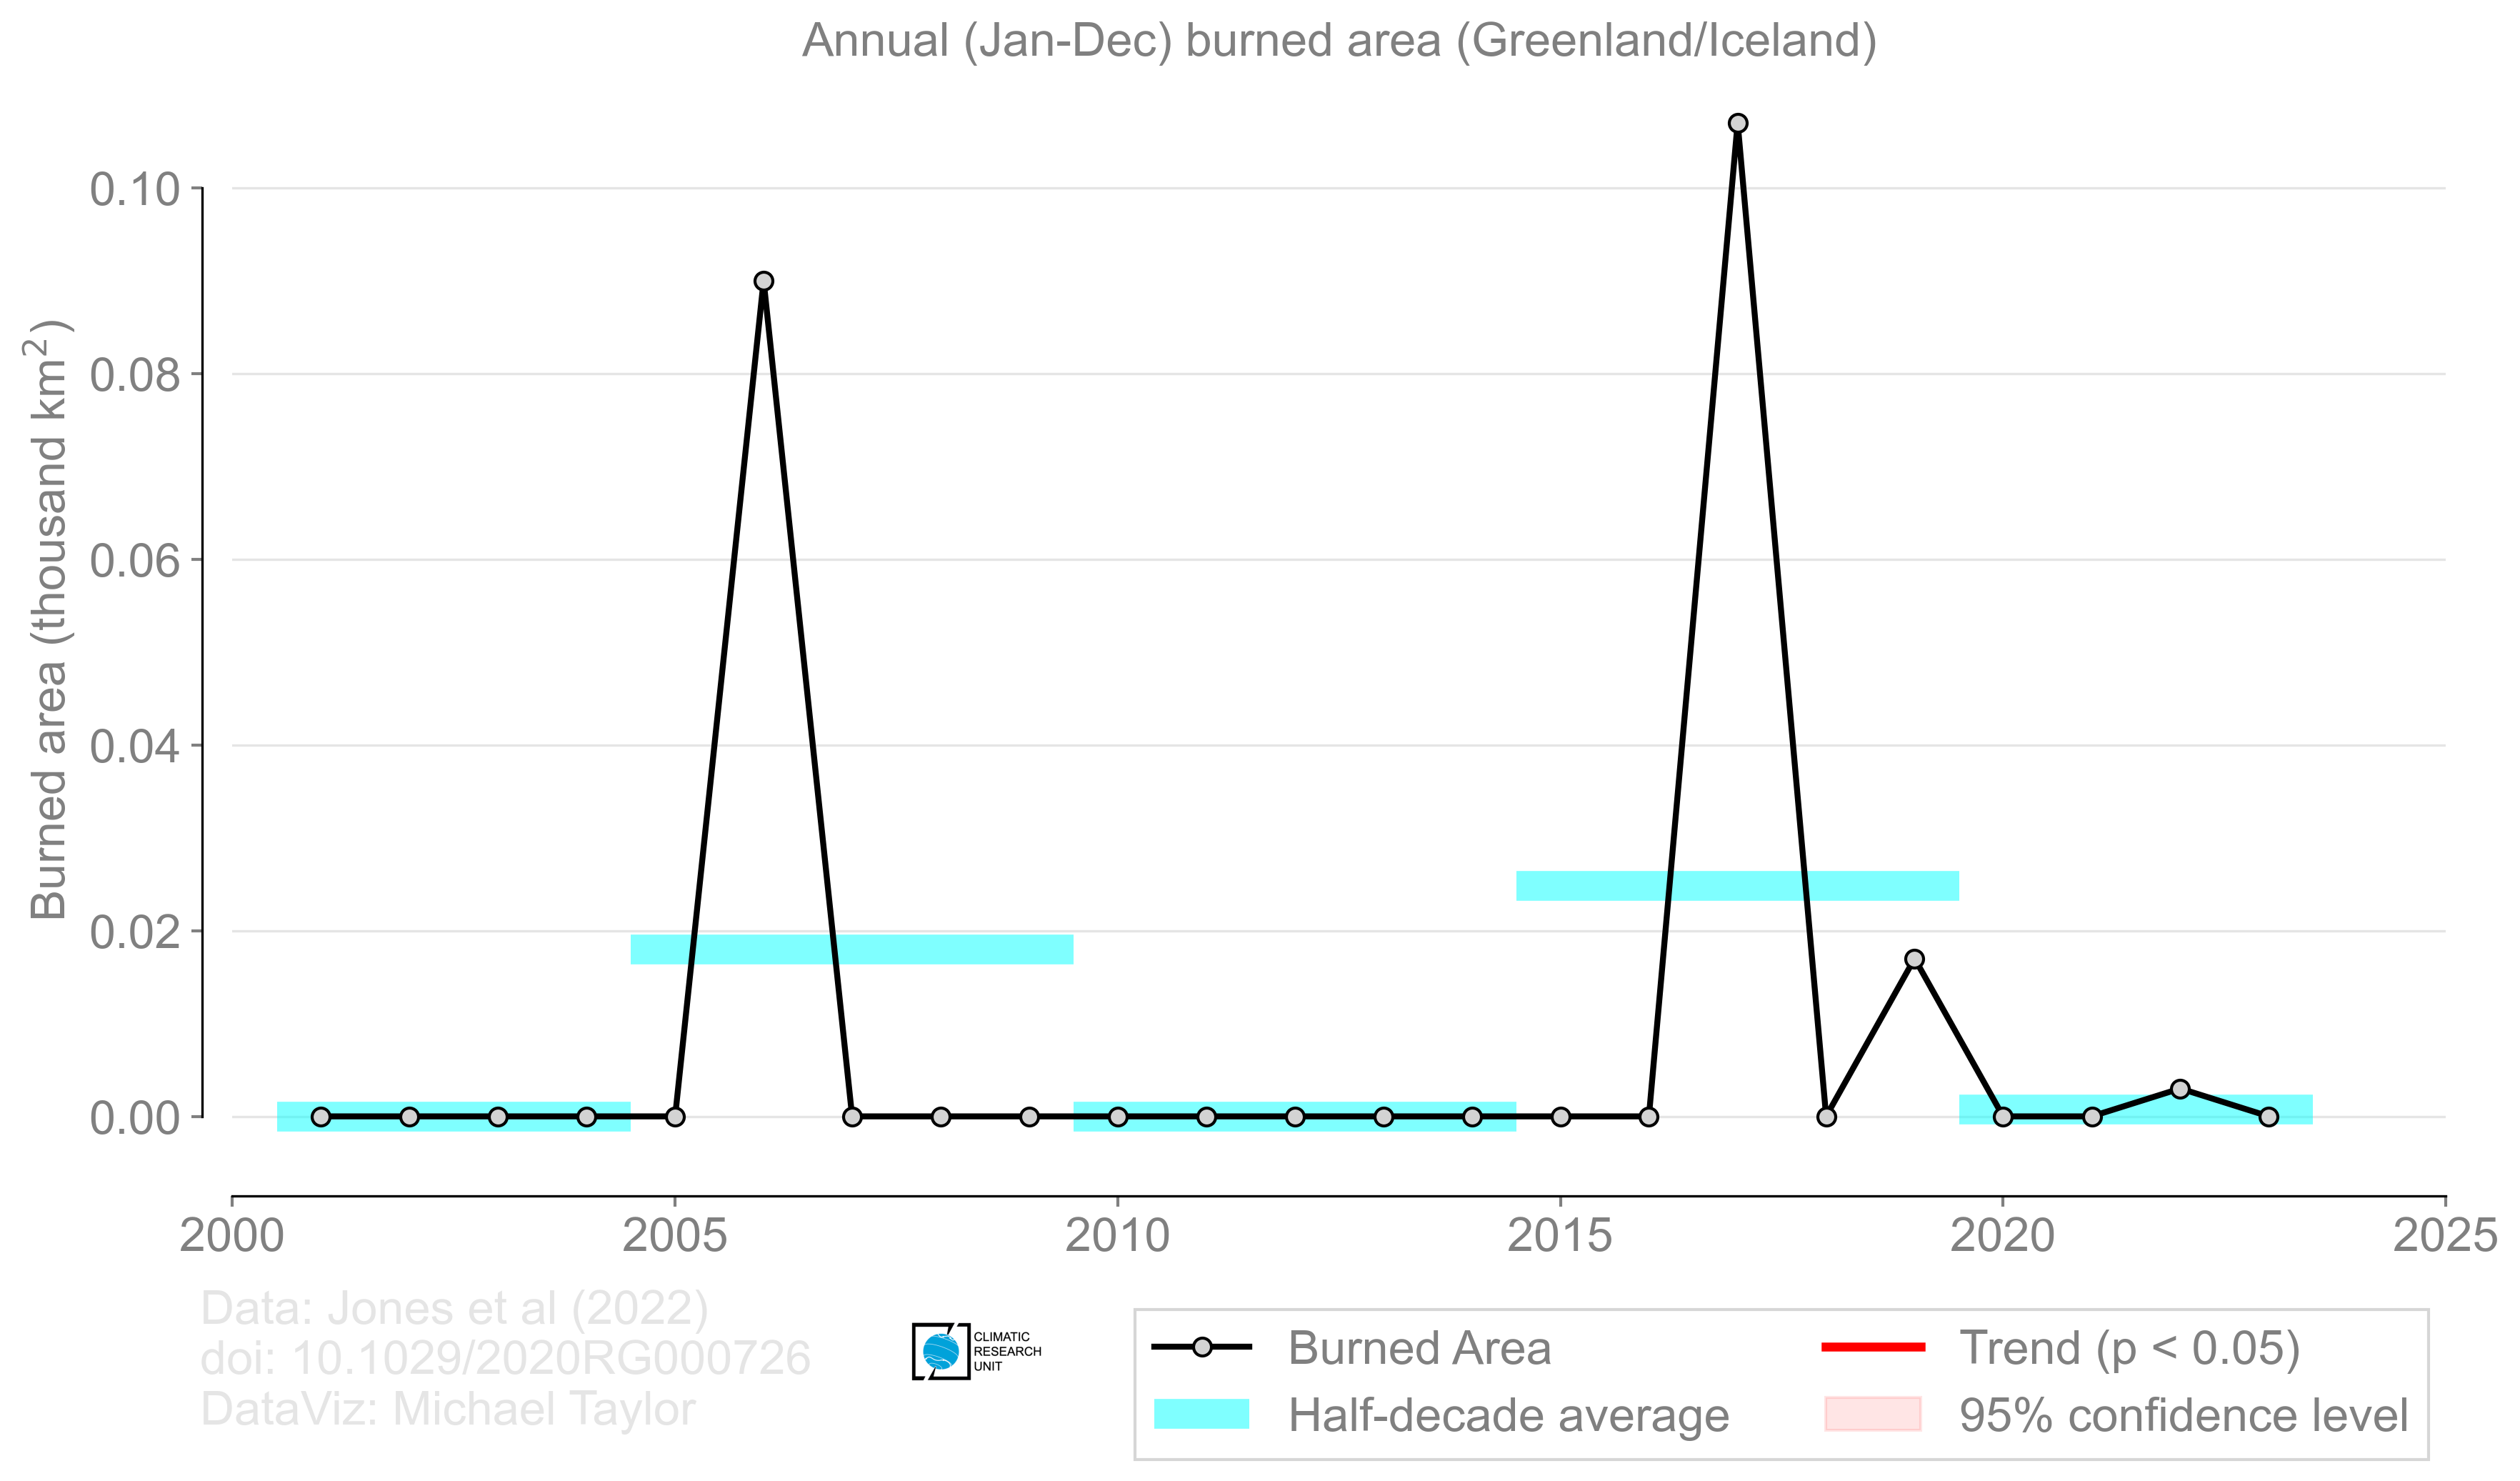 Annual (Jan-Dec) burned area (Greenland/Iceland)
Burned area (thousand km²)
0.10
0.08
0.06
0.04
0.02
0.00
2000 2005 2010 2015 2020 2025
Data: Jones et al (2022)
doi: 10.1029/2020RG000726
DataViz: Michael Taylor
CLIMATIC
RESEARCH
UNIT
Burned Area
Half-decade average
Trend (p < 0.05)
95% confidence level